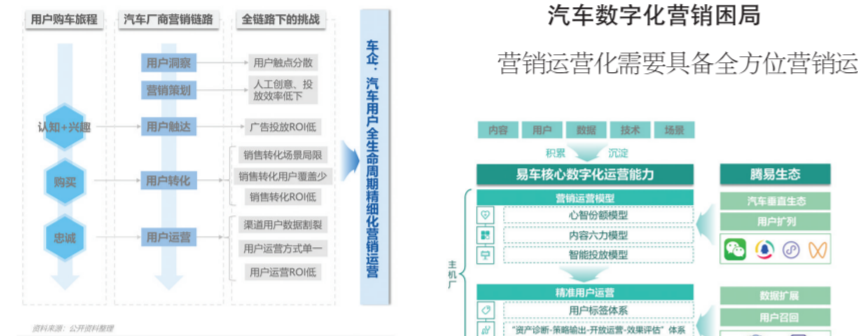 用户购车旅程
汽车厂商营销链路
全链路下的挑战
用户洞察
用户触点分散
营销策划
人工创意、投
放效率低下
认知+兴趣
用户触达
广告投放ROI低
购买
用户转化
销售转化场景局限
销售转化用户覆盖少
销售转化ROI低
忠诚
用户运营
渠道用户数据割裂
用户运营方式单一
用户运营ROI低
车企：汽车用户全生命周期精细化营销运营
资料来源：公开资料整理
汽车数字化营销困局
营销运营化需要具备全方位营销运
内容
用户
数据
技术
场景
积累
沉淀
易车核心数字化运营能力
腾易生态
主机厂
营销运营模型
心智份额模型
内容六力模型
智能投放模型
汽车垂直生态
用户扩列
精准用户运营
用户标签体系
"资产诊断-策略输出-开放运营-效果评估"体系
数据扩展
用户召回